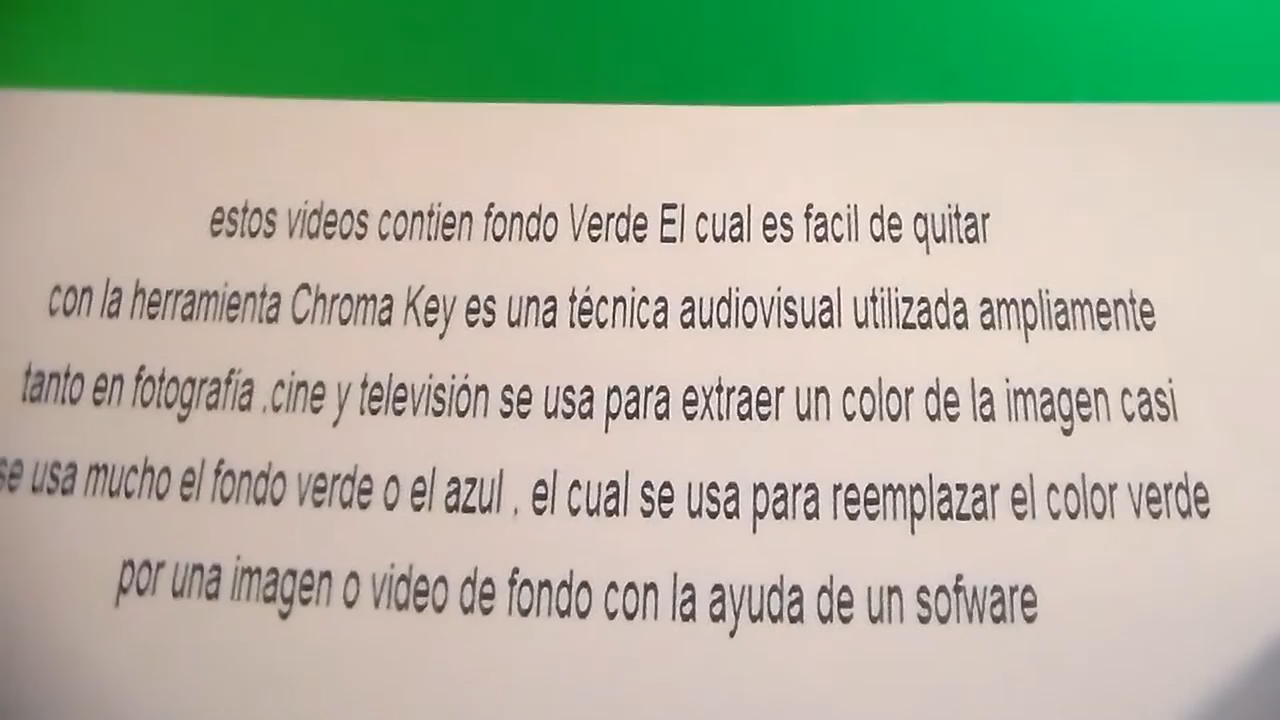 estos videos contien fondo Verde El cual es facil de quitar
con la herramienta Chroma Key es una técnica audiovisual utilizada ampliamente
tanto en fotografía .cine y televisión se usa para extraer un color de la imagen casi
se usa mucho el fondo verde o el azul . el cual se usa para reemplazar el color verde
por una imagen o video de fondo con la ayuda de un sofware